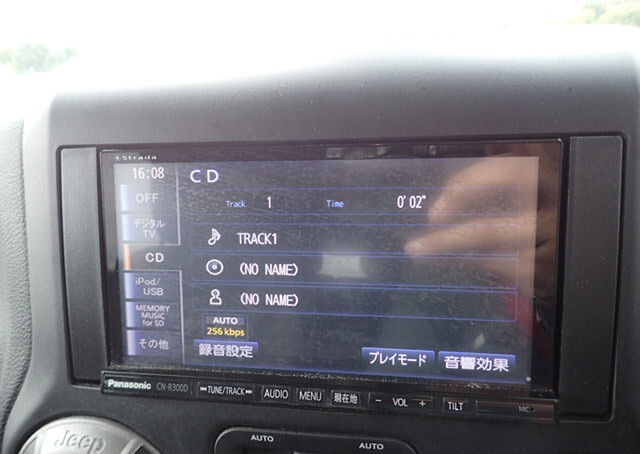 Strada
16:08
CD
OFF
Track 1 Time 0'02"
デジタル
TV
TRACK1
CD
(NO NAME)
iPod/
USB
(NO NAME)
MEMORY
MUSIC
for SD
AUTO
256 kbps
その他
録音設定
プレイモード
音響効果
Panasonic CN-R300D TUNE/TRACK AUDIO MENU 現在地 − VOL + TILT MIC
Jeep
AUTO AUTO